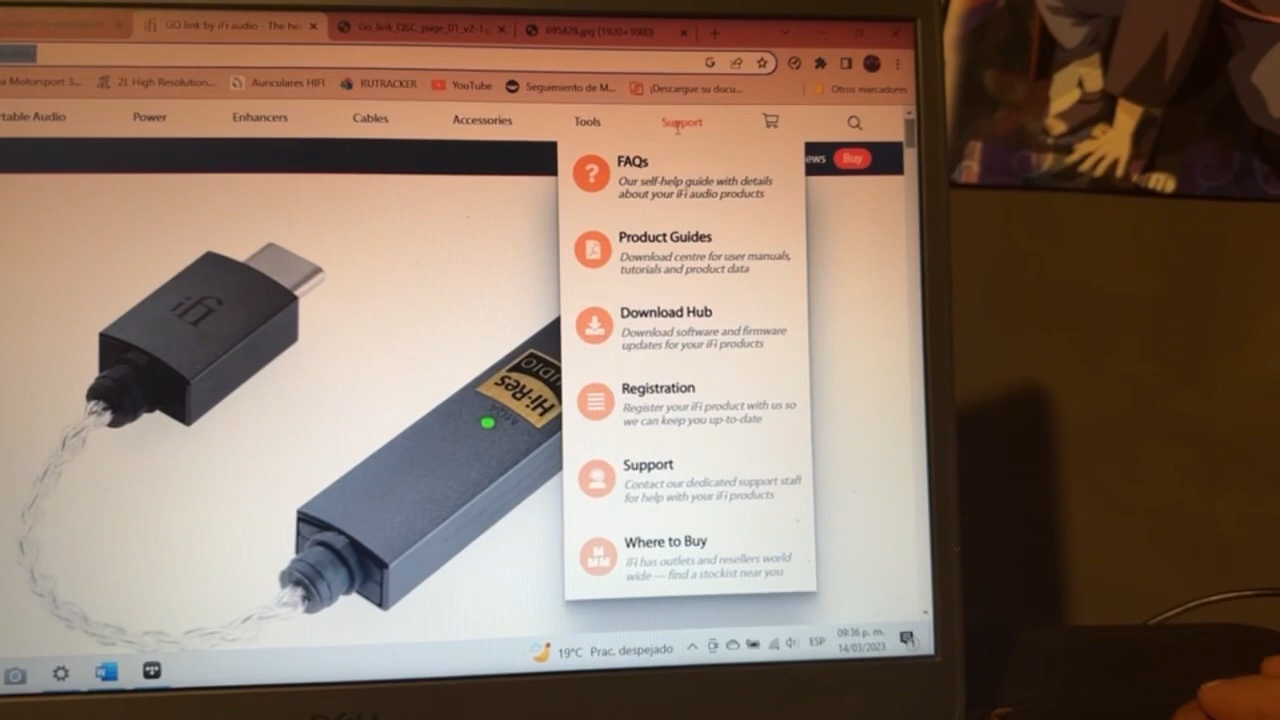 GO link by iFi audio - The he
Go_link_QSG_page_01_v2-1
695428.jpg (1920×1080)
Motorsport 3...
2L High Resolution...
Auriculares HIFI
RUTRACKER
YouTube
Seguimiento de M...
¡Descargue su docu...
Otros marcadores
table Audio
Power
Enhancers
Cables
Accessories
Tools
Support
ews
Buy
FAQs
Our self-help guide with details
about your iFi audio products
Product Guides
Download centre for user manuals,
tutorials and product data
Download Hub
Download software and firmware
updates for your iFi products
Registration
Register your iFi product with us so
we can keep you up-to-date
Support
Contact our dedicated support staff
for help with your iFi products
Where to Buy
iFi has outlets and resellers world
wide — find a stockist near you
iFi
Hi-Res
UDIO
MQA
19°C Prac. despejado
ESP
09:36 p. m.
14/03/2023